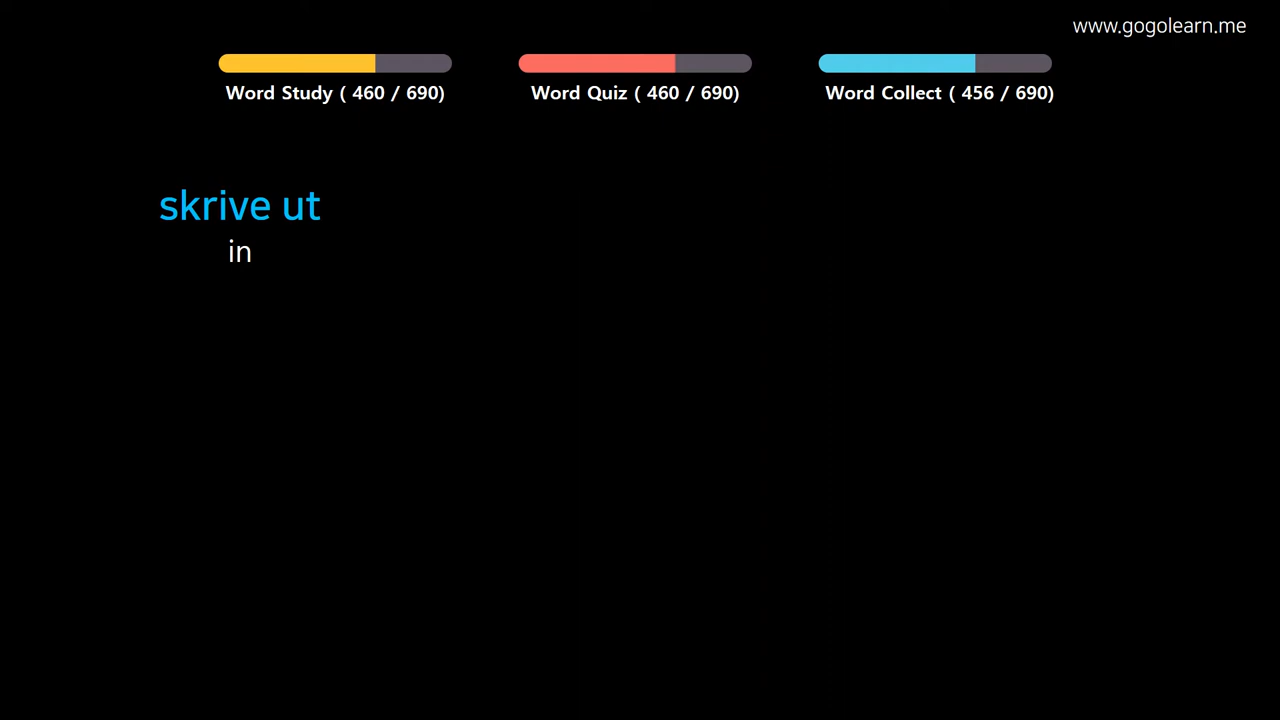 www.gogolearn.me
Word Study ( 460 / 690)
Word Quiz ( 460 / 690)
Word Collect ( 456 / 690)
skrive ut
in